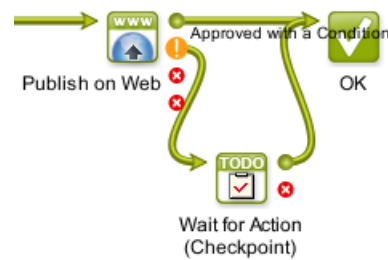 WWW
Approved with a Condition
Publish on Web
OK
TODO
Wait for Action
(Checkpoint)